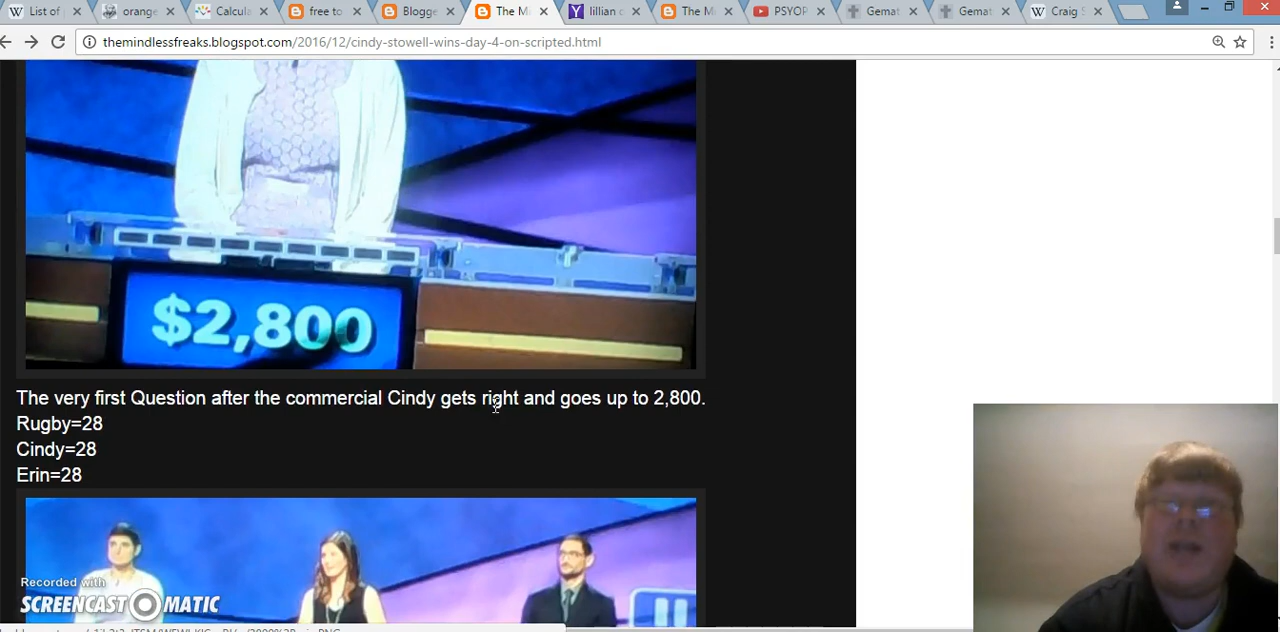 List of
orange
Calcula
free to
Blogge
The M
lillian c
The M
PSYOP
Gemat
Gemat
Craig S
themindlessfreaks.blogspot.com/2016/12/cindy-stowell-wins-day-4-on-scripted.html
$2,800
The very first Question after the commercial Cindy gets right and goes up to 2,800.
Rugby=28
Cindy=28
Erin=28
Recorded with
SCREENCAST MATIC